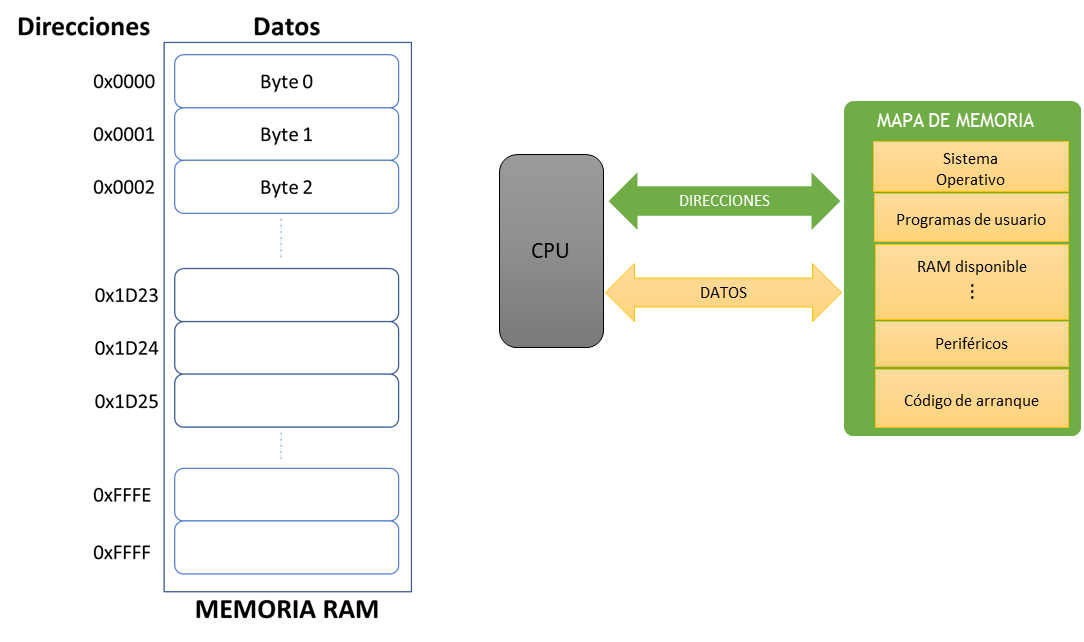 Direcciones Datos
0x0000 Byte 0
0x0001 Byte 1
0x0002 Byte 2
0x1D23
0x1D24
0x1D25
0xFFFE
0xFFFF
MEMORIA RAM
CPU
DIRECCIONES
DATOS
MAPA DE MEMORIA
Sistema
Operativo
Programas de usuario
RAM disponible
Periféricos
Código de arranque